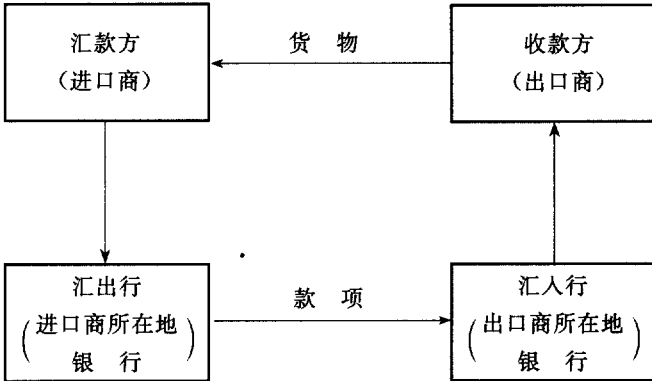 汇款方
(进口商)
货 物
收款方
(出口商)
汇出行
(进口商所在地
银 行)
款 项
汇入行
(出口商所在地
银 行)